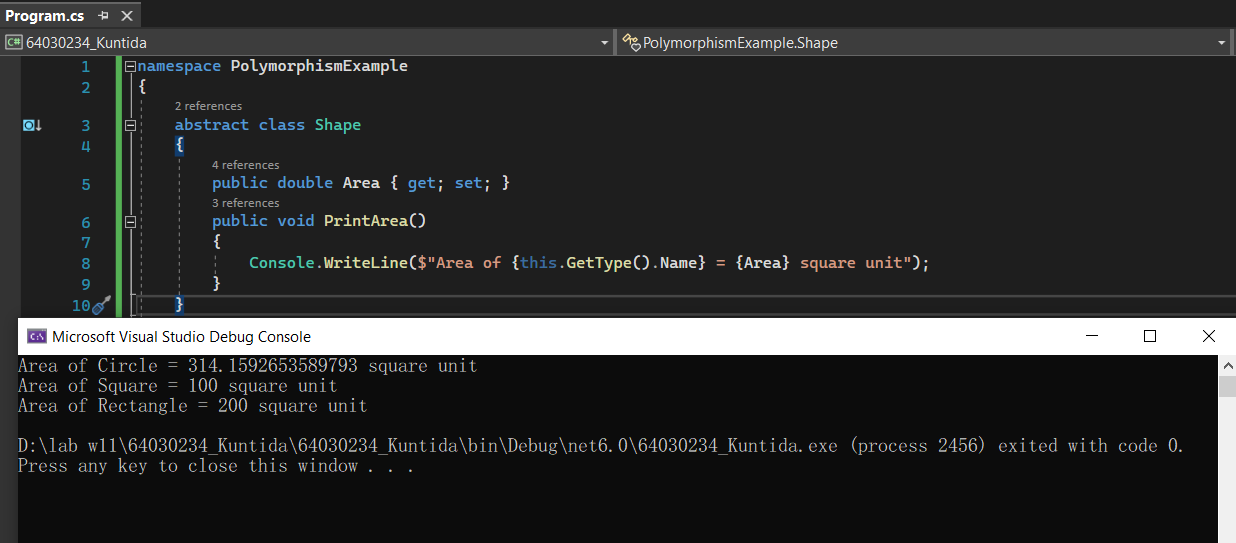 Program.cs
C# 64030234_Kuntida PolymorphismExample.Shape
1 namespace PolymorphismExample
2 {
2 references
3 abstract class Shape
4 {
4 references
5 public double Area { get; set; }
3 references
6 public void PrintArea()
7 {
8 Console.WriteLine($"Area of {this.GetType().Name} = {Area} square unit");
9 }
10 }
C:\ Microsoft Visual Studio Debug Console
Area of Circle = 314.1592653589793 square unit
Area of Square = 100 square unit
Area of Rectangle = 200 square unit
D:\lab w11\64030234_Kuntida\64030234_Kuntida\bin\Debug\net6.0\64030234_Kuntida.exe (process 2456) exited with code 0.
Press any key to close this window . . .